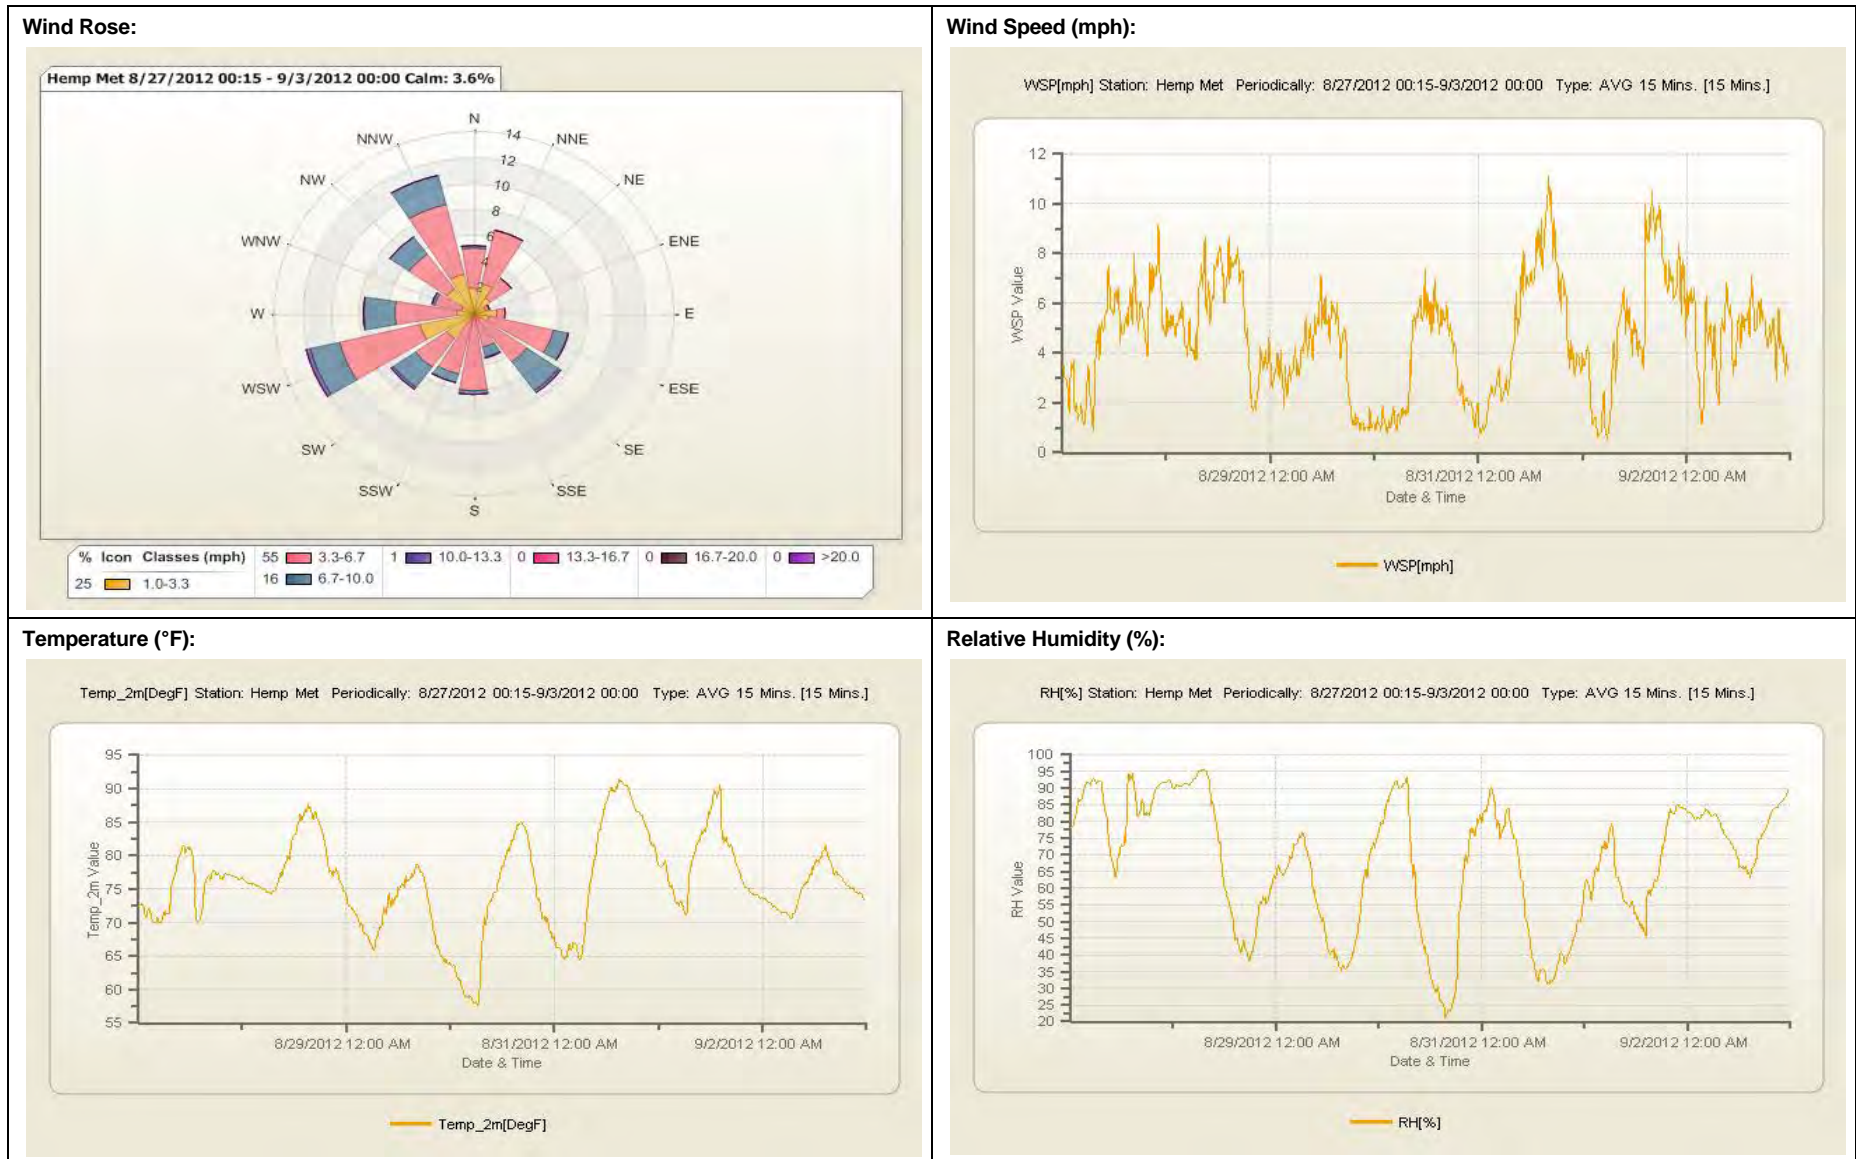 Wind Rose:
Hemp Met 8/27/2012 00:15 - 9/3/2012 00:00 Calm: 3.6%
N
NNE
NE
ENE
E
ESE
SE
SSE
S
SSW
SW
WSW
W
WNW
NW
NNW
14
12
10
8
6
4
2
% Icon Classes (mph)
25 1.0-3.3
55 3.3-6.7
16 6.7-10.0
1 10.0-13.3
0 13.3-16.7
0 16.7-20.0
0 >20.0
Wind Speed (mph):
WSP[mph] Station: Hemp Met Periodically: 8/27/2012 00:15-9/3/2012 00:00 Type: AVG 15 Mins. [15 Mins.]
WSP Value
12
10
8
6
4
2
0
8/29/2012 12:00 AM 8/31/2012 12:00 AM 9/2/2012 12:00 AM
Date & Time
WSP[mph]
Temperature (°F):
Temp_2m[DegF] Station: Hemp Met Periodically: 8/27/2012 00:15-9/3/2012 00:00 Type: AVG 15 Mins. [15 Mins.]
Temp_2m Value
95
90
85
80
75
70
65
60
55
8/29/2012 12:00 AM 8/31/2012 12:00 AM 9/2/2012 12:00 AM
Date & Time
Temp_2m[DegF]
Relative Humidity (%):
RH[%] Station: Hemp Met Periodically: 8/27/2012 00:15-9/3/2012 00:00 Type: AVG 15 Mins. [15 Mins.]
RH Value
100
95
90
85
80
75
70
65
60
55
50
45
40
35
30
25
20
8/29/2012 12:00 AM 8/31/2012 12:00 AM 9/2/2012 12:00 AM
Date & Time
RH[%]